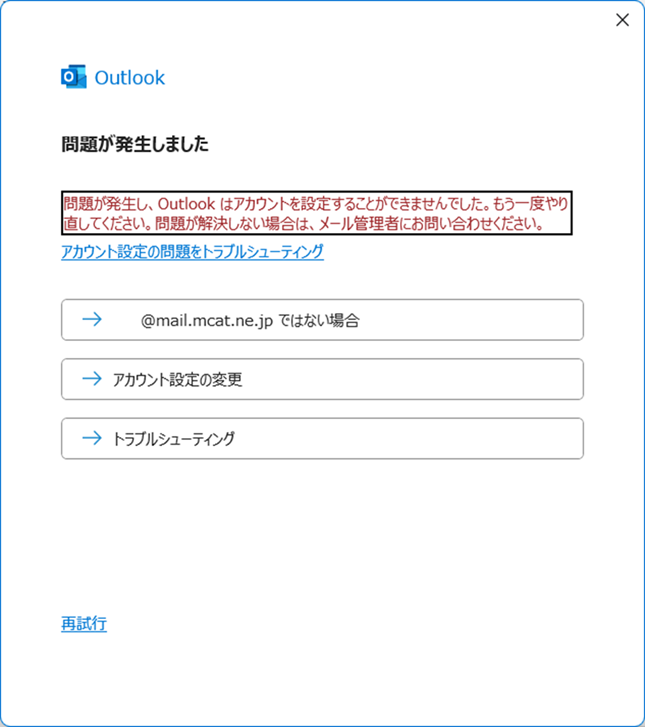 Outlook
問題が発生しました
問題が発生し、Outlook はアカウントを設定することができませんでした。もう一度やり
直してください。問題が解決しない場合は、メール管理者にお問い合わせください。
アカウント設定の問題をトラブルシューティング
@mail.mcat.ne.jp ではない場合
アカウント設定の変更
トラブルシューティング
再試行